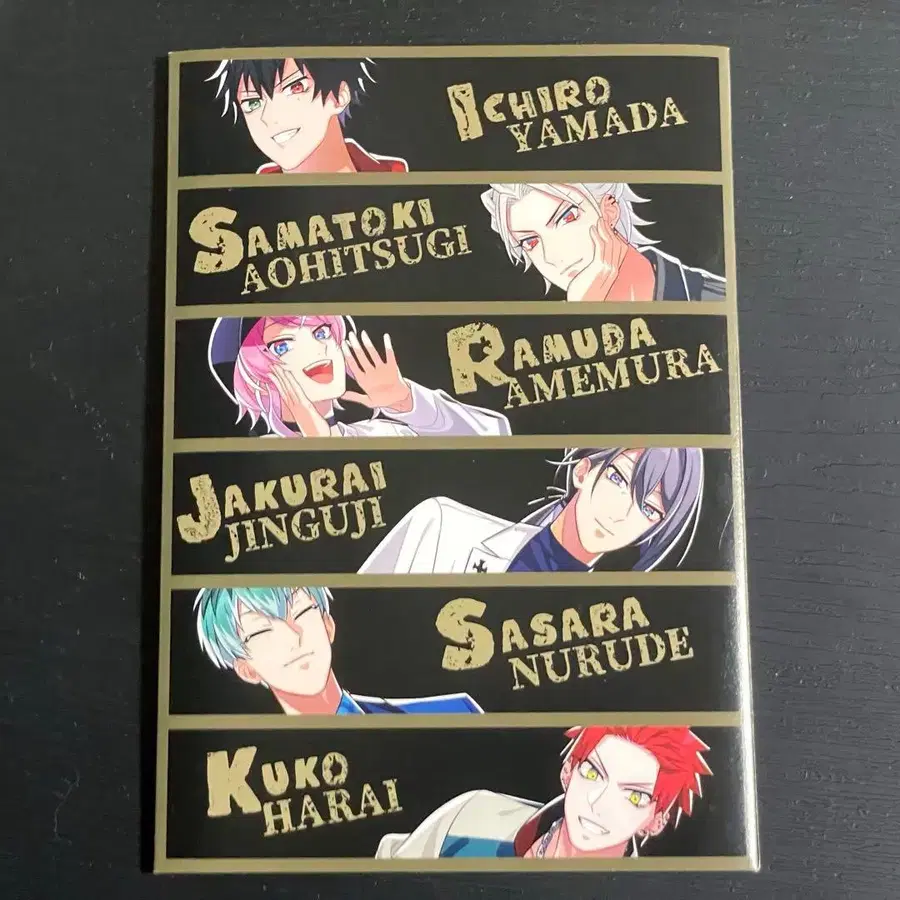 ICHIRO
YAMADA
SAMATOKI
AOHITSUGI
RAMUDA
AMEMURA
JAKURAI
JINGUJI
SASARA
NURUDE
KUKO
HARAI